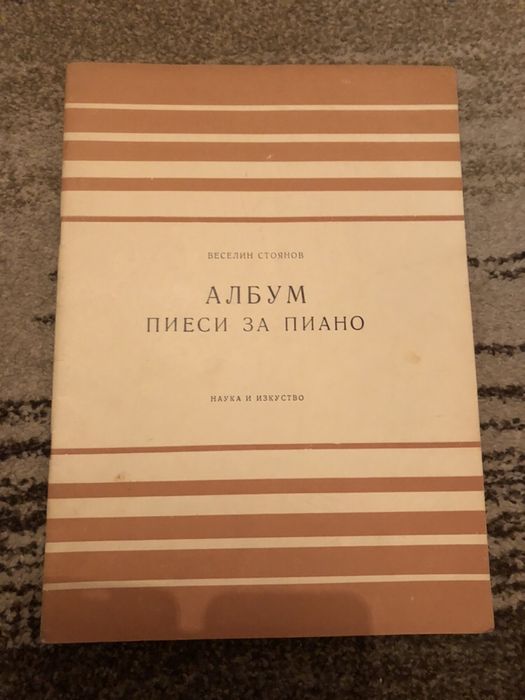 ВЕСЕЛИН СТОЯНОВ
АЛБУМ
ПИЕСИ ЗА ПИАНО
НАУКА И ИЗКУСТВО